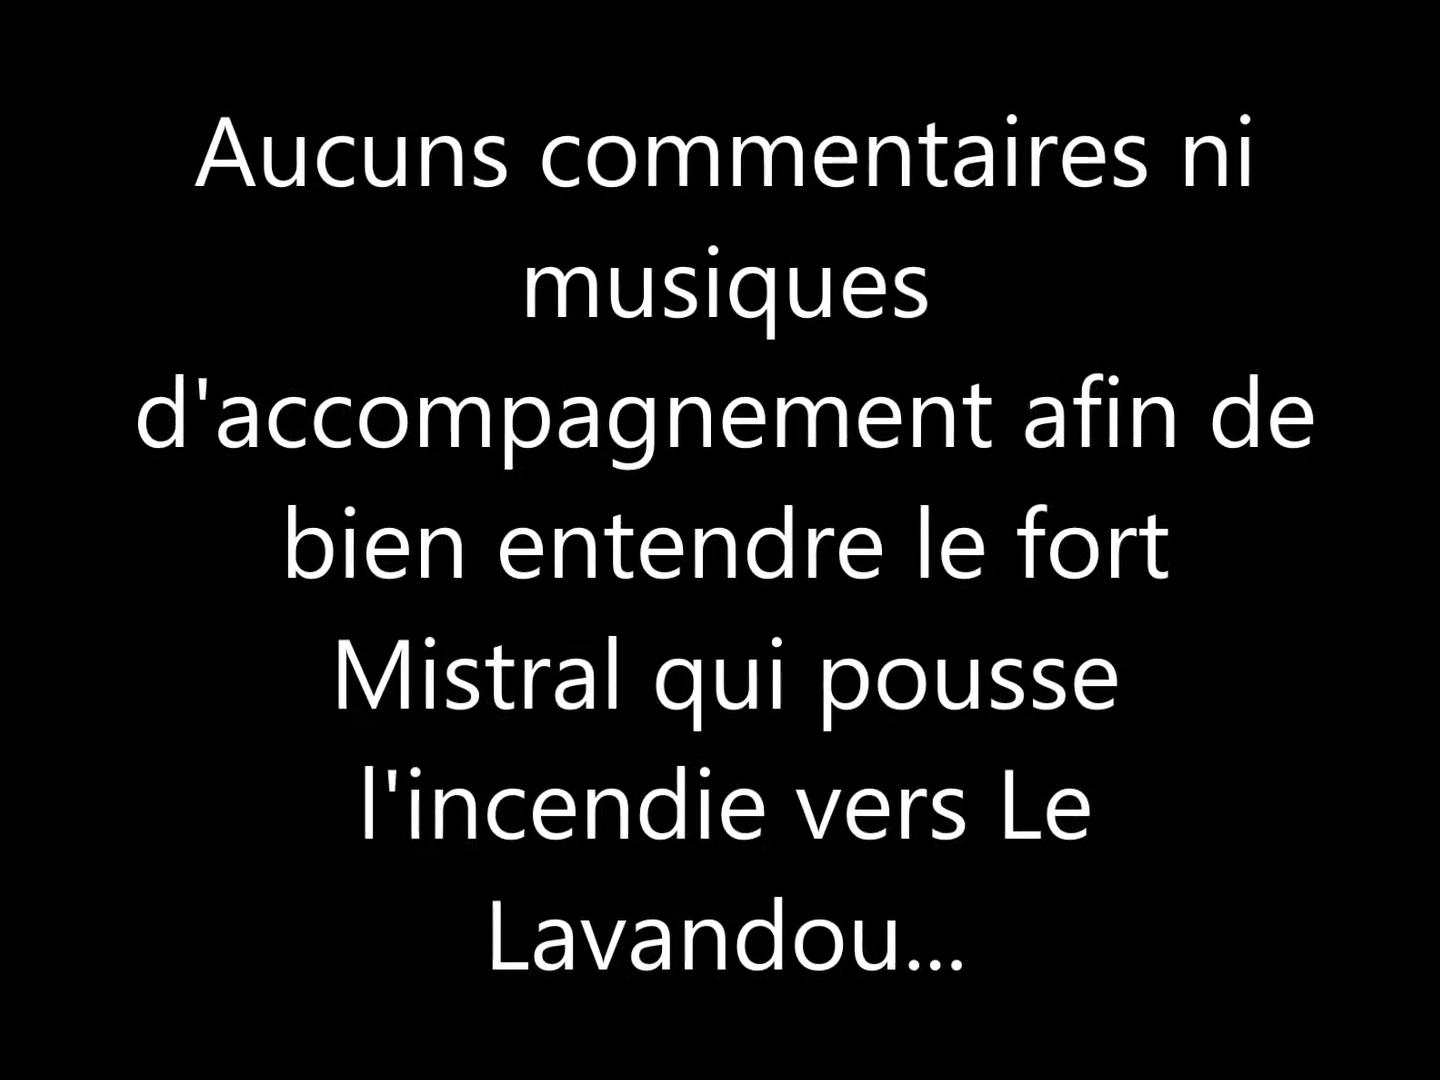 Aucuns commentaires ni
musiques
d'accompagnement afin de
bien entendre le fort
Mistral qui pousse
l'incendie vers Le
Lavandou...